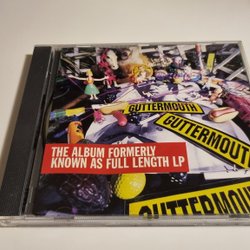 GUTTERMOUTH
GUTTERMOUTH
THE ALBUM FORMERLY
KNOWN AS FULL LENGTH LP
GUTTERMOUTH